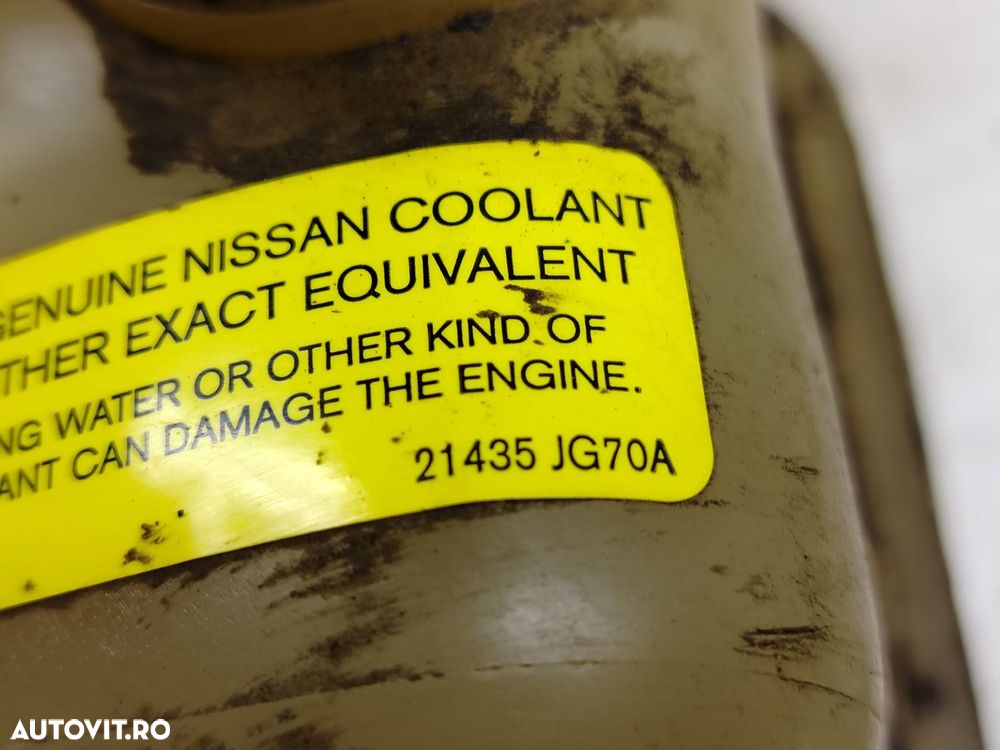 GENUINE NISSAN COOLANT
THER EXACT EQUIVALENT
NG WATER OR OTHER KIND OF
ANT CAN DAMAGE THE ENGINE.
21435 JG70A
AUTOVIT.RO